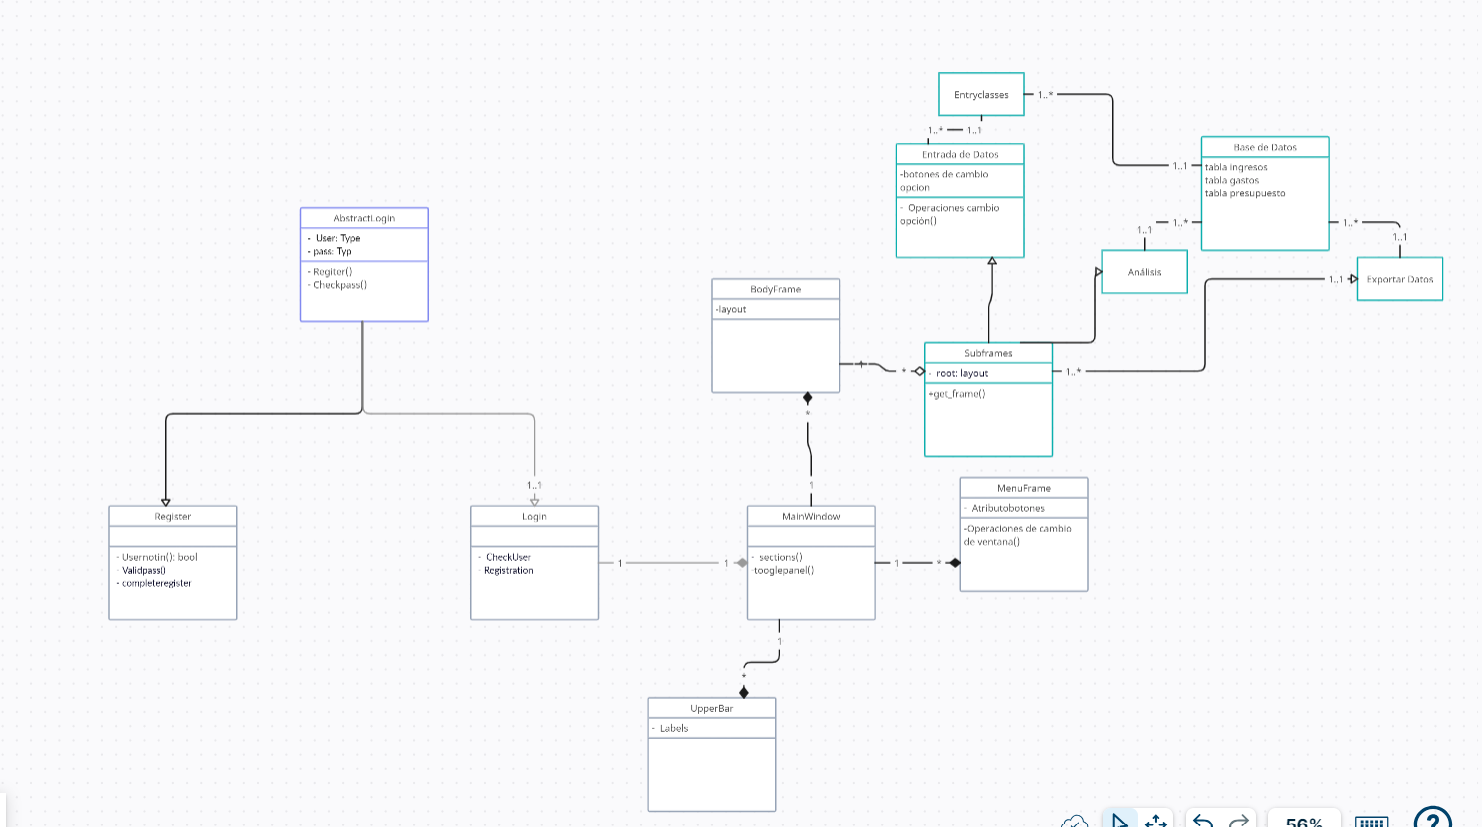 Entryclasses
1..*
1..*
1..1
Entrada de Datos
-botones de cambio
opcion
- Operaciones cambio
opción()
Base de Datos
tabla ingresos
tabla gastos
tabla presupuesto
1..1
1..*
1..1
1..*
1..1
Análisis
Exportar Datos
1..1
AbstractLogin
- User: Type
- pass: Typ
- Regiter()
- Checkpass()
BodyFrame
-layout
1
*
Subframes
- root: layout
+get_frame()
1..*
*
1
1..1
Register
- Usernotin(): bool
Validpass()
- completeregister
Login
- CheckUser
Registration
1
1
MainWindow
- sections()
tooglepanel()
1
*
MenuFrame
- Atributobotones
-Operaciones de cambio
de ventana()
1
*
UpperBar
- Labels
56%
?